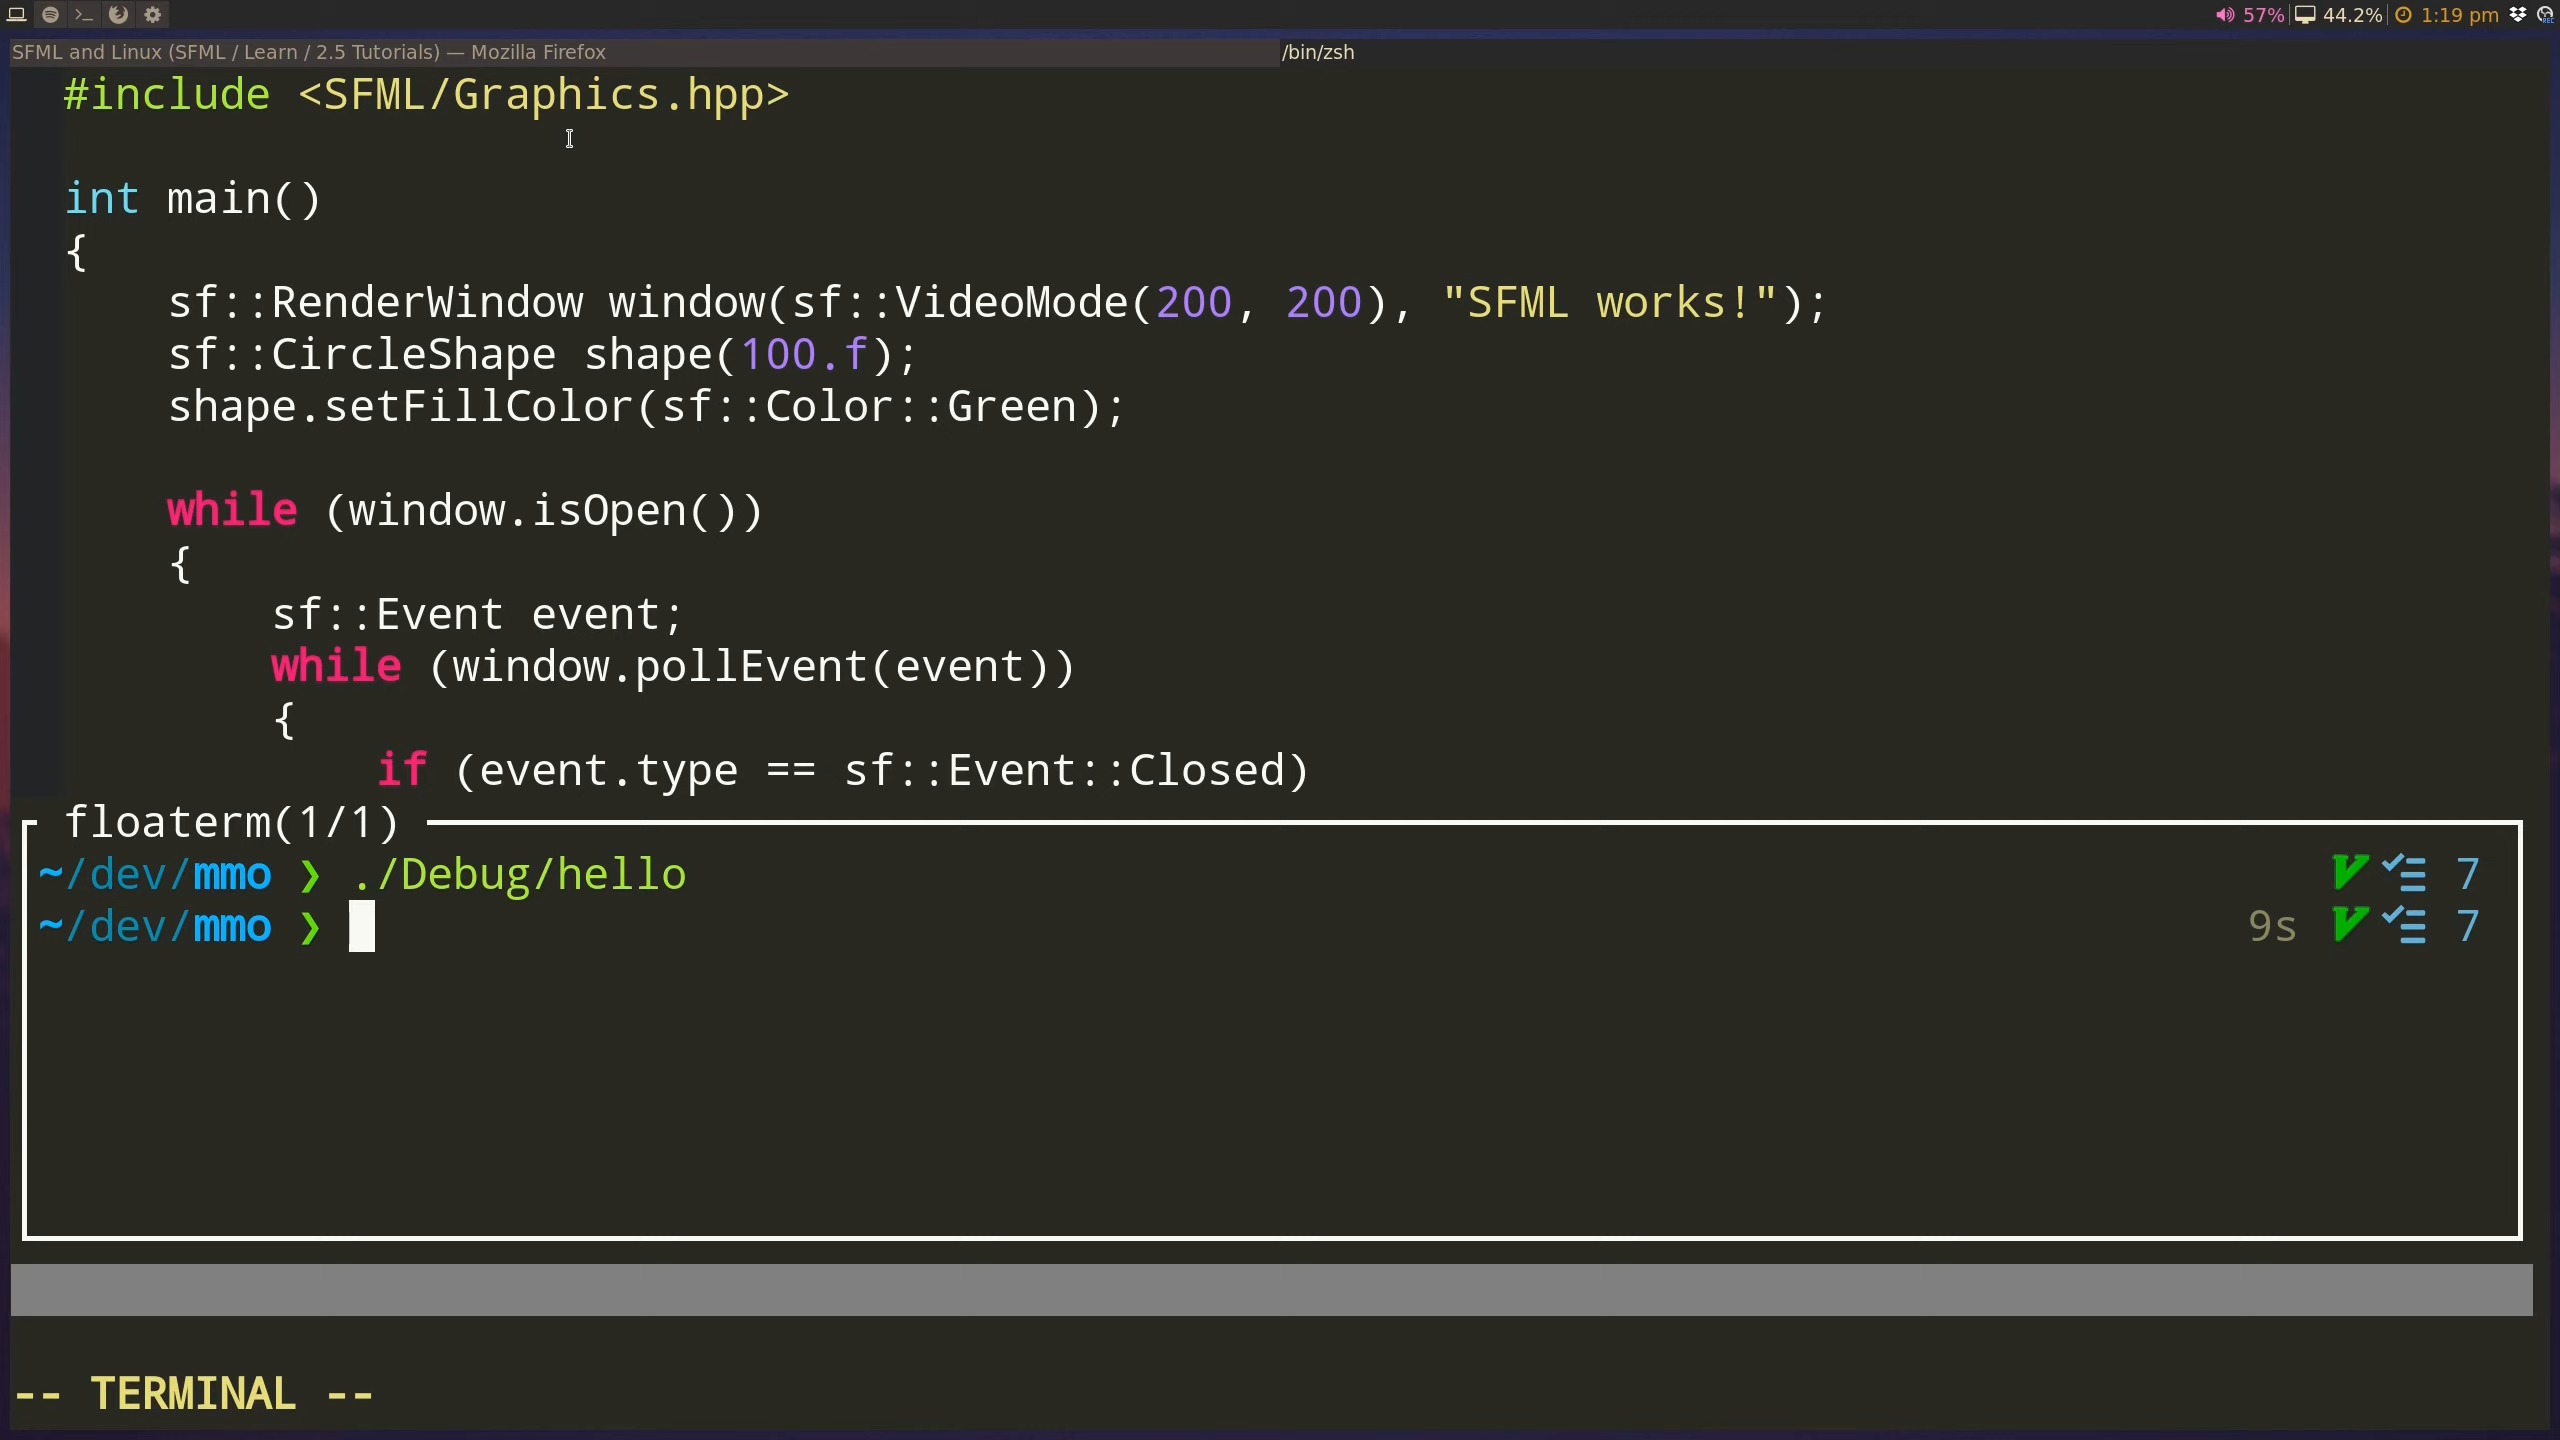 57% 44.2% 1:19 pm
SFML and Linux (SFML / Learn / 2.5 Tutorials) — Mozilla Firefox /bin/zsh
#include <SFML/Graphics.hpp>
int main()
{
    sf::RenderWindow window(sf::VideoMode(200, 200), "SFML works!");
    sf::CircleShape shape(100.f);
    shape.setFillColor(sf::Color::Green);
    while (window.isOpen())
    {
        sf::Event event;
        while (window.pollEvent(event))
        {
            if (event.type == sf::Event::Closed)
floaterm(1/1)
~/dev/mmo ❯ ./Debug/hello 7
~/dev/mmo ❯ 9s 7
-- TERMINAL --